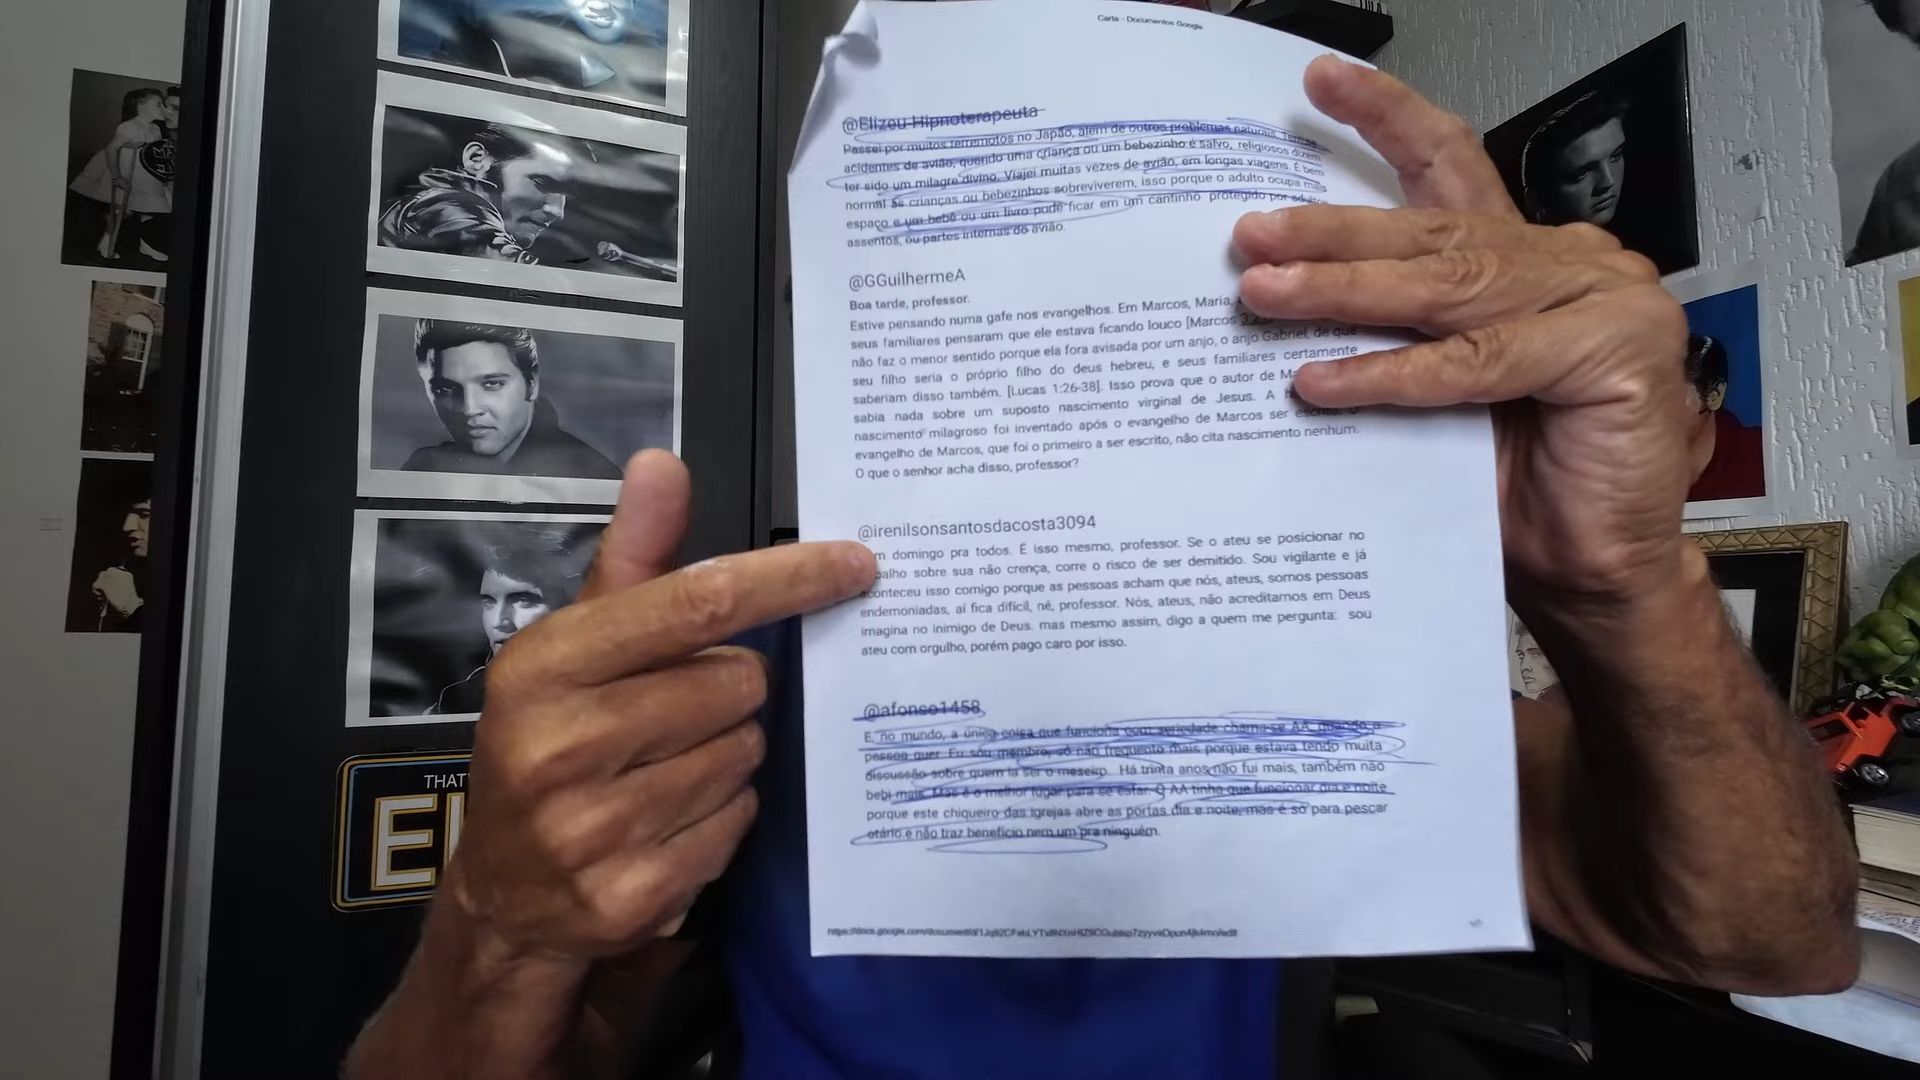 Carta - Documentos Google
@Elizeu Hipnoterapeuta
Passei por muitos terremotos no Japão, além de outros problemas naturais. Tem os
acidentes de avião, quando uma criança ou um bebezinho é salvo, religiosos dizem
ter sido um milagre divino. Viajei muitas vezes de avião, em longas viagens. É bem
normal as crianças ou bebezinhos sobreviverem, isso porque o adulto ocupa mais
espaço e um bebê ou um livro pode ficar em um cantinho protegido por adultos
assentos, ou partes internas do avião.
@GGuilhermeA
Boa tarde, professor.
Estive pensando numa gafe nos evangelhos. Em Marcos, Maria,
seus familiares pensaram que ele estava ficando louco [Marcos
não faz o menor sentido porque ela fora avisada por um anjo, o anjo Gabriel, de que
seu filho seria o próprio filho do deus hebreu, e seus familiares certamente
saberiam disso também. [Lucas 1:26-38]. Isso prova que o autor de
sabia nada sobre um suposto nascimento virginal de Jesus. A
nascimento milagroso foi inventado após o evangelho de Marcos ser escrito. O
evangelho de Marcos, que foi o primeiro a ser escrito, não cita nascimento nenhum.
O que o senhor acha disso, professor?
@irenilsonsantosdacosta3094
domingo pra todos. É isso mesmo, professor. Se o ateu se posicionar no
sobre sua não crença, corre o risco de ser demitido. Sou vigilante e já
aconteceu isso comigo porque as pessoas acham que nós, ateus, somos pessoas
endemoniadas, aí fica difícil, né, professor. Nós, ateus, não acreditamos em Deus
imagina no inimigo de Deus. mas mesmo assim, digo a quem me pergunta: sou
ateu com orgulho, porém pago caro por isso.
@afonso1458
E, no mundo, a única coisa que funciona com seriedade chama-se AA quando a
pessoa quer. Eu sou membro, só não frequento mais porque estava tendo muita
discussão sobre quem ia ser o meseiro. Há trinta anos não fui mais, também não
bebi mais. Mas é o melhor lugar para se estar. O AA tinha que funcionar dia e noite
porque este chiqueiro das igrejas abre as portas dia e noite, mas é só para pescar
otário e não traz benefício nem um pra ninguém.
THAT